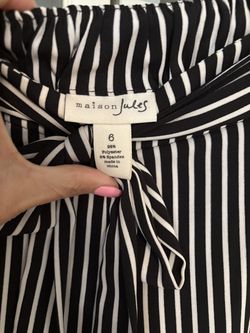 maison Jules
6
95%
Polyester
5% Spandex
made in
china